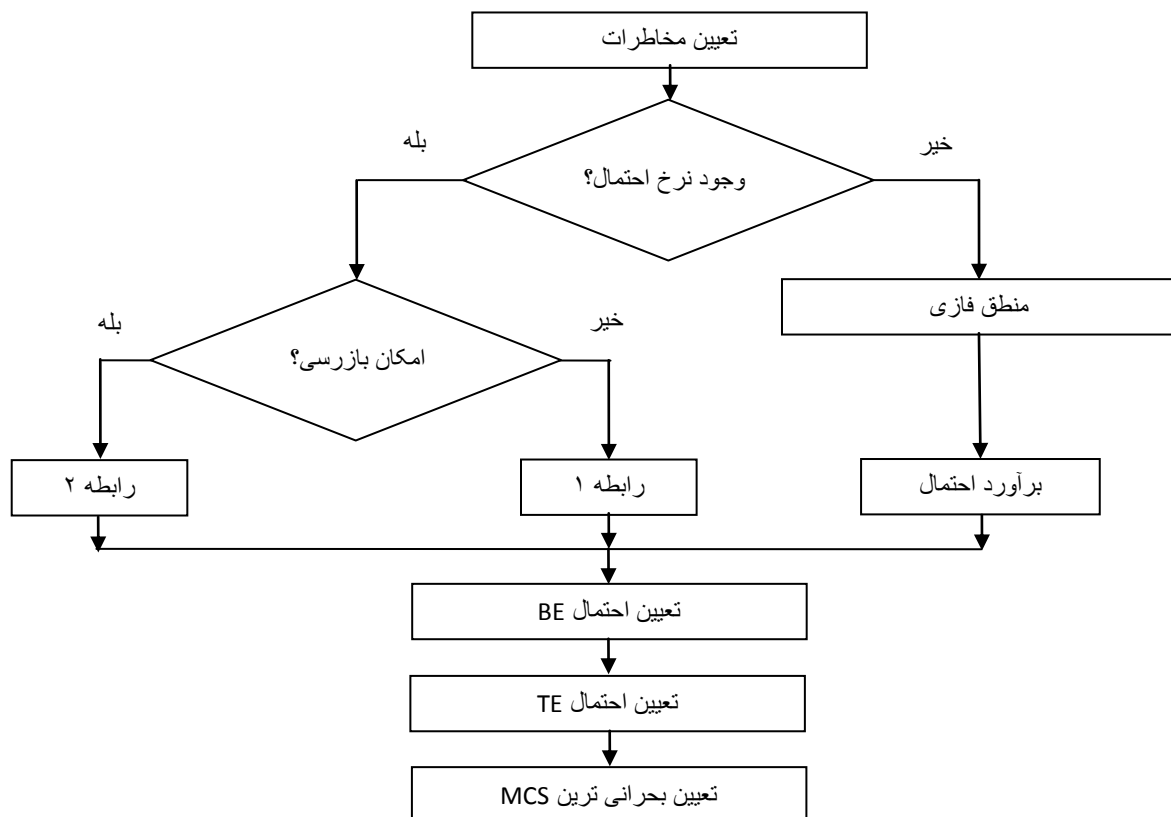 تعیین مخاطرات
خیر
بله
وجود نرخ احتمال؟
منطق فازی
خیر
بله
امکان بازرسی؟
برآورد احتمال
رابطه ۱
رابطه ۲
تعیین احتمال BE
تعیین احتمال TE
تعیین بحرانی ترین MCS